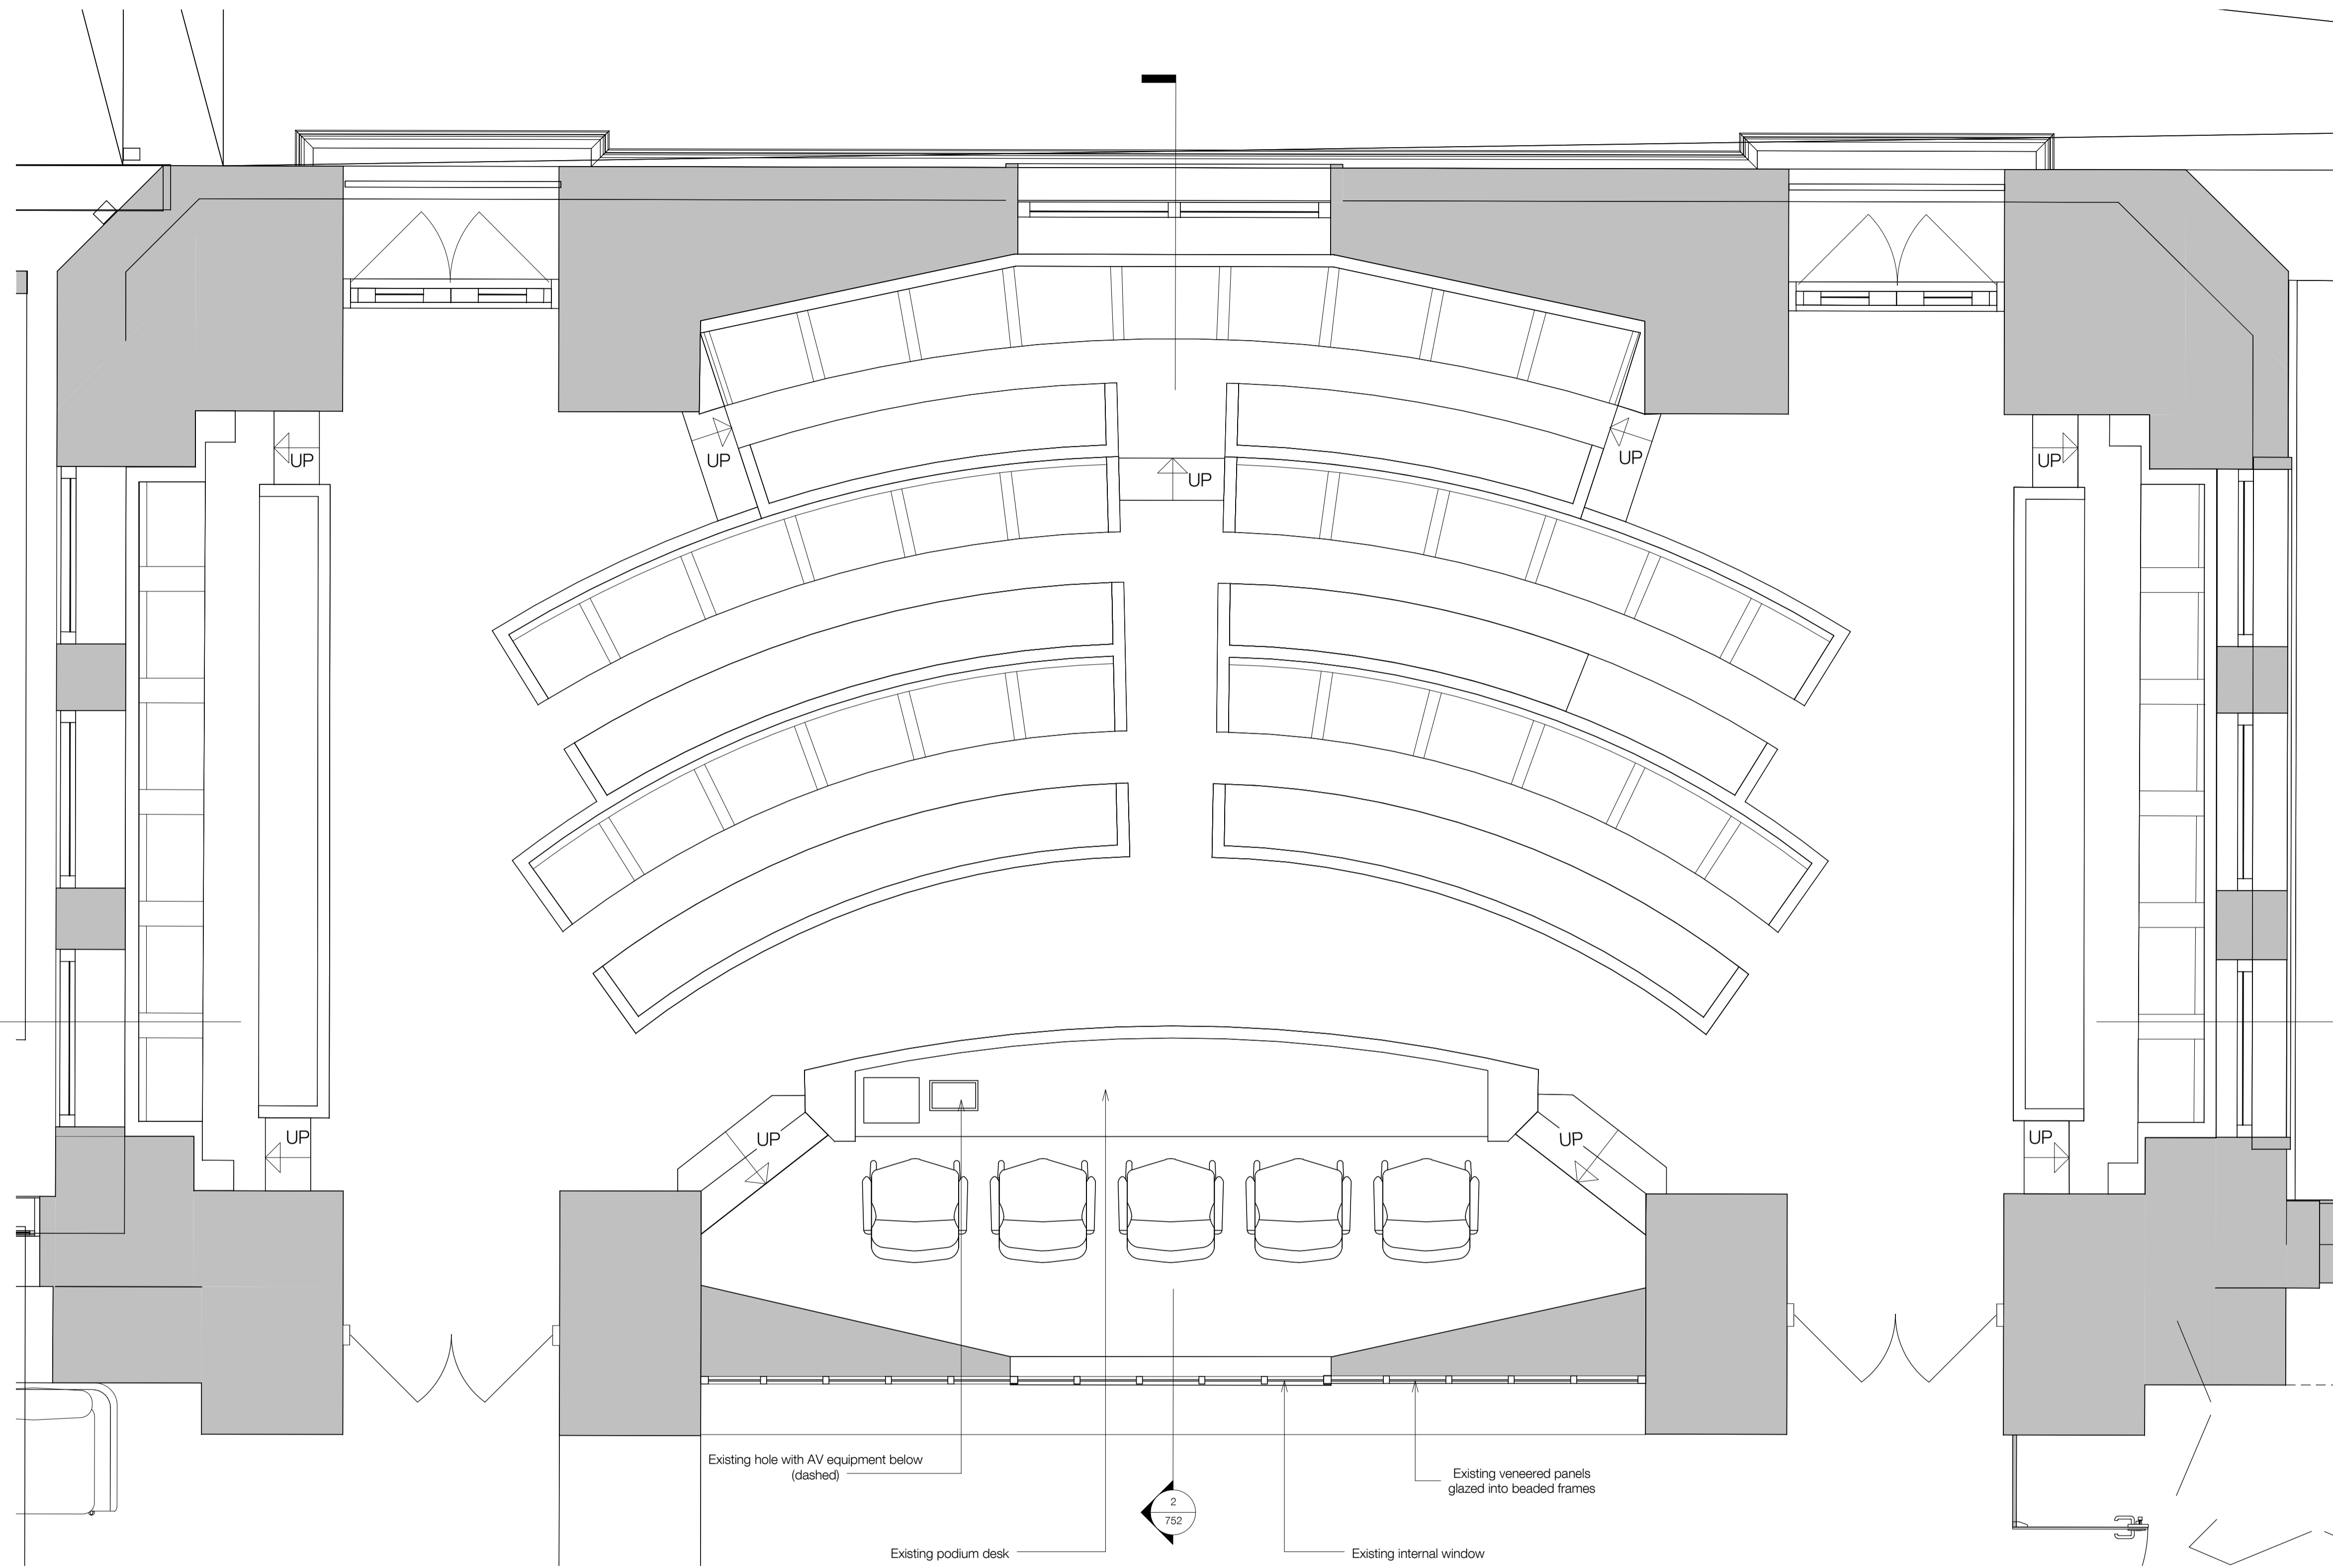 UP
UP
UP
UP
UP
UP
UP
UP
UP
Existing hole with AV equipment below
(dashed)
Existing veneered panels
glazed into beaded frames
2
752
Existing podium desk
Existing internal window